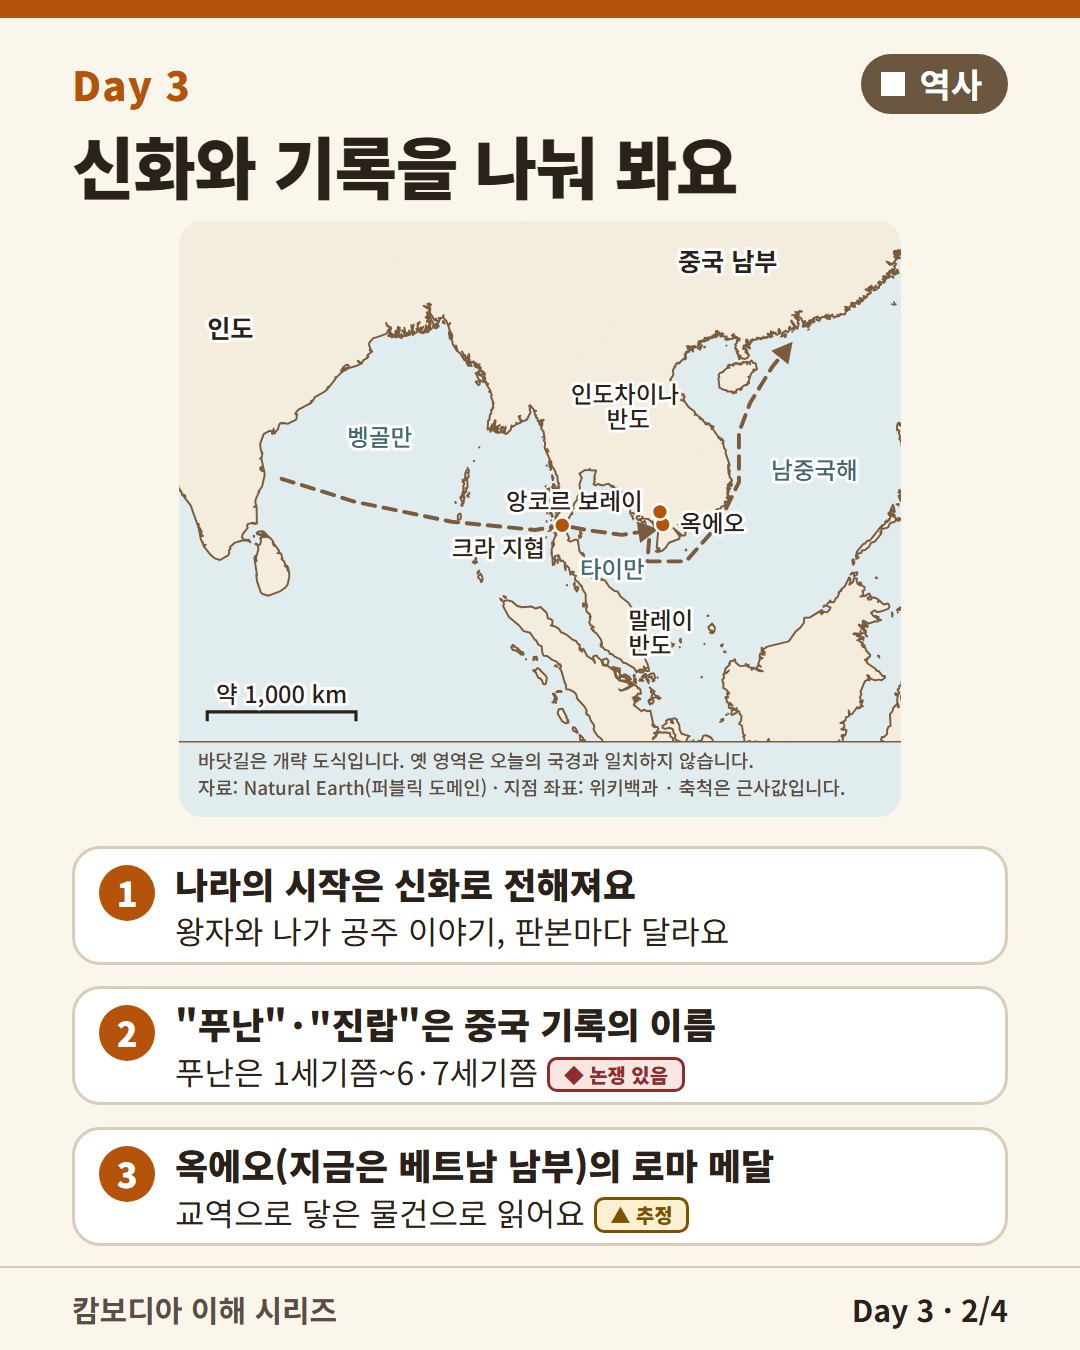 Day 3
역사
신화와 기록을 나눠 봐요
중국 남부
인도
인도차이나
반도
벵골만
남중국해
앙코르 보레이
옥에오
크라 지협
타이만
말레이
반도
약 1,000 km
바닷길은 개략 도식입니다. 옛 영역은 오늘의 국경과 일치하지 않습니다.
자료: Natural Earth(퍼블릭 도메인) · 지점 좌표: 위키백과 · 축척은 근사값입니다.
1
나라의 시작은 신화로 전해져요
왕자와 나가 공주 이야기, 판본마다 달라요
2
"푸난"·"진랍"은 중국 기록의 이름
푸난은 1세기쯤~6·7세기쯤 ◆ 논쟁 있음
3
옥에오(지금은 베트남 남부)의 로마 메달
교역으로 닿은 물건으로 읽어요 ▲ 추정
캄보디아 이해 시리즈
Day 3 · 2/4